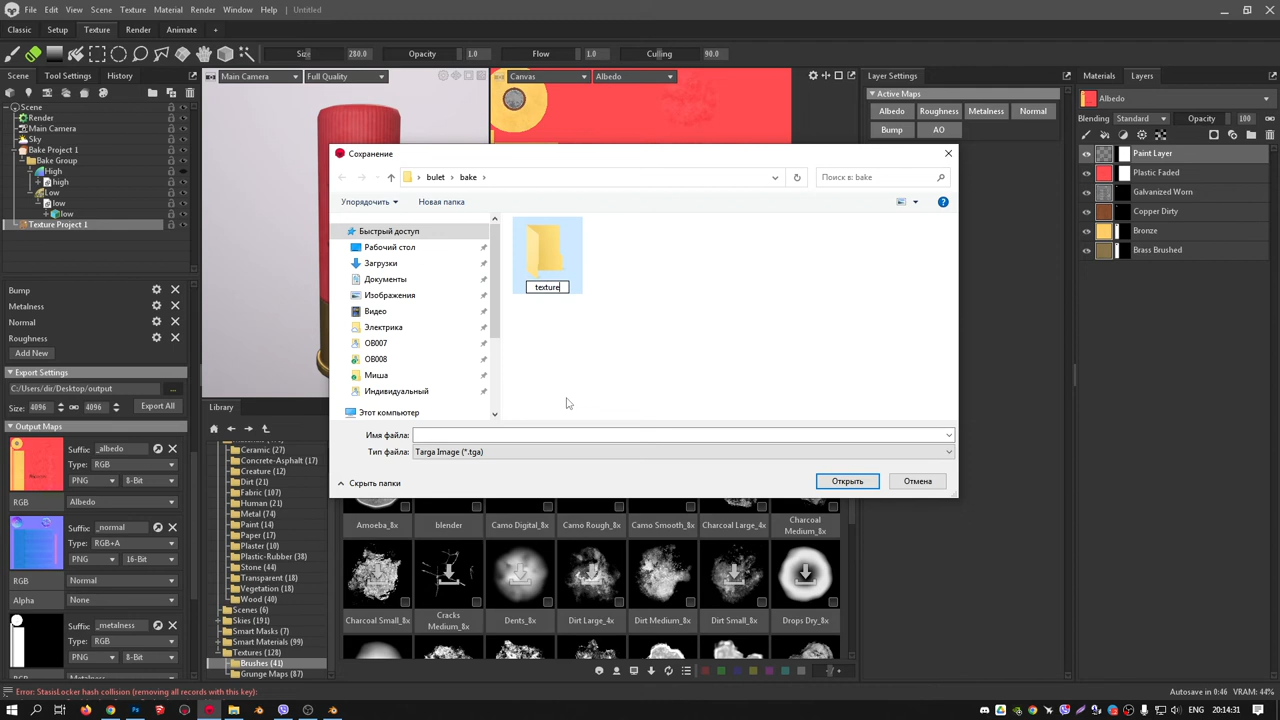 File Edit View Scene Texture Material Render Window Help Untitled
Classic Setup Texture Render Animate +
Size 280.0 Opacity 1.0 Flow 1.0 Culling 90.0
Scene Tool Settings History
Main Camera Full Quality
Canvas Albedo
Layer Settings
Materials Layers
Scene
Render
Main Camera
Sky
Bake Project 1
Bake Group
High
high
Low
low
low
Texture Project 1
Active Maps
Albedo Roughness Metalness Normal
Bump AO
Albedo
Blending Standard Opacity 100
Paint Layer
Plastic Faded
Galvanized Worn
Copper Dirty
Bronze
Brass Brushed
Сохранение
bulet bake
Поиск в: bake
Упорядочить Новая папка
Быстрый доступ
Рабочий стол
Загрузки
Документы
Изображения
Видео
Электрика
OB007
OB008
Миша
Индивидуальный
Этот компьютер
texture
Имя файла:
Тип файла: Targa Image (*.tga)
Скрыть папки
Открыть Отмена
Bump
Metalness
Normal
Roughness
Add New
Export Settings
C:/Users/dir/Desktop/output ...
Size: 4096 4096 Export All
Output Maps
Suffix: _albedo
Type: RGB
PNG 8-Bit
RGB Albedo
Suffix: _normal
Type: RGB+A
PNG 16-Bit
RGB Normal
Alpha None
Suffix: _metalness
Type: RGB
PNG 8-Bit
Library
Ceramic (27)
Concrete-Asphalt (17)
Creature (12)
Dirt (21)
Fabric (107)
Human (21)
Metal (74)
Paint (14)
Paper (17)
Plaster (10)
Plastic-Rubber (38)
Stone (44)
Transparent (18)
Vegetation (18)
Wood (40)
Scenes (6)
Skies (191)
Smart Masks (7)
Smart Materials (99)
Textures (128)
Brushes (41)
Grunge Maps (87)
Amoeba_8x blender Camo Digital_8x Camo Rough_8x Camo Smooth_8x Charcoal Large_4x Charcoal Medium_8x
Charcoal Small_8x Cracks Medium_8x Dents_8x Dirt Large_4x Dirt Medium_8x Dirt Small_8x Drops Dry_8x
Error: StasisLocker hash collision (removing all records with this key):
Autosave in 0:46 VRAM: 44%
20:14:31